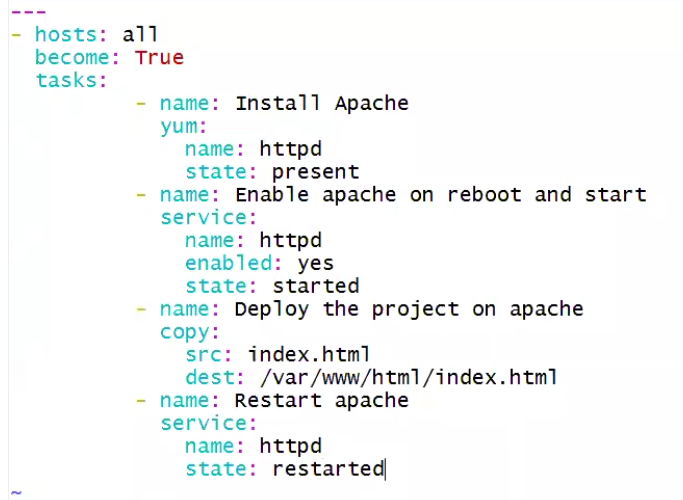 ---
- hosts: all
  become: True
  tasks:
          - name: Install Apache
            yum:
              name: httpd
              state: present
          - name: Enable apache on reboot and start
            service:
              name: httpd
              enabled: yes
              state: started
          - name: Deploy the project on apache
            copy:
              src: index.html
              dest: /var/www/html/index.html
          - name: Restart apache
            service:
              name: httpd
              state: restarted
~